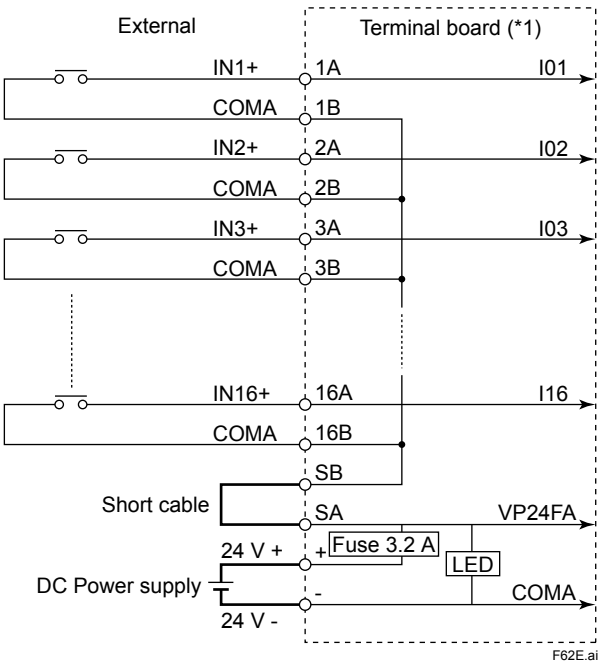 External
Terminal board (*1)
IN1+ 1A I01
COMA 1B
IN2+ 2A I02
COMA 2B
IN3+ 3A I03
COMA 3B
IN16+ 16A I16
COMA 16B
SB
Short cable
SA VP24FA
24 V + + Fuse 3.2 A
LED
DC Power supply
- COMA
24 V -
F62E.ai